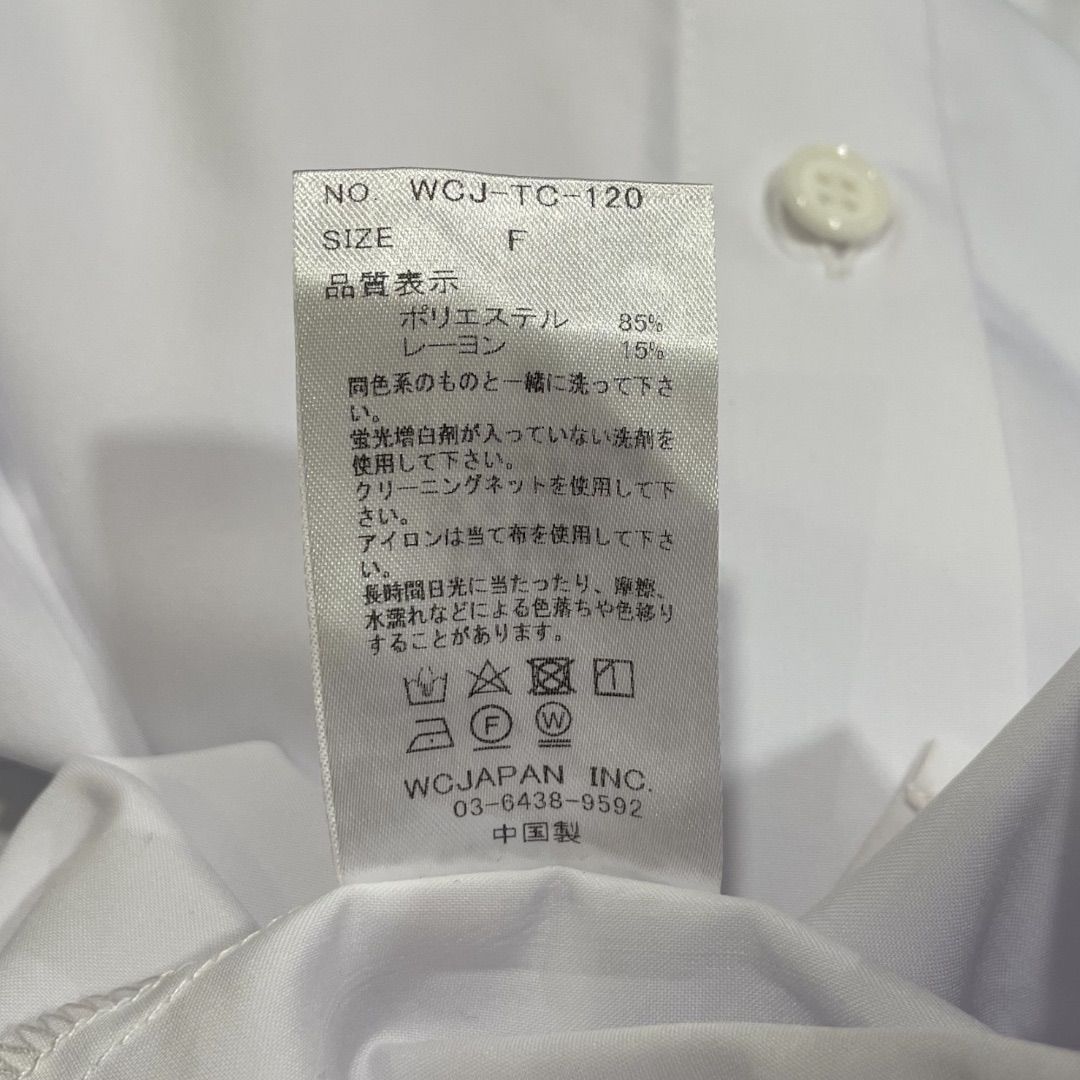 NO. WCJ-TC-120
SIZE F
品質表示
ポリエステル 85%
レーヨン 15%
同色系のものと一緒に洗って下さ
い。
蛍光増白剤が入っていない洗剤を
使用して下さい。
クリーニングネットを使用して下
さい。
アイロンは当て布を使用して下さ
い。
長時間日光に当たったり、摩擦、
水濡れなどによる色落ちや色移り
することがあります。
F W
WCJAPAN INC.
03-6438-9592
中国製